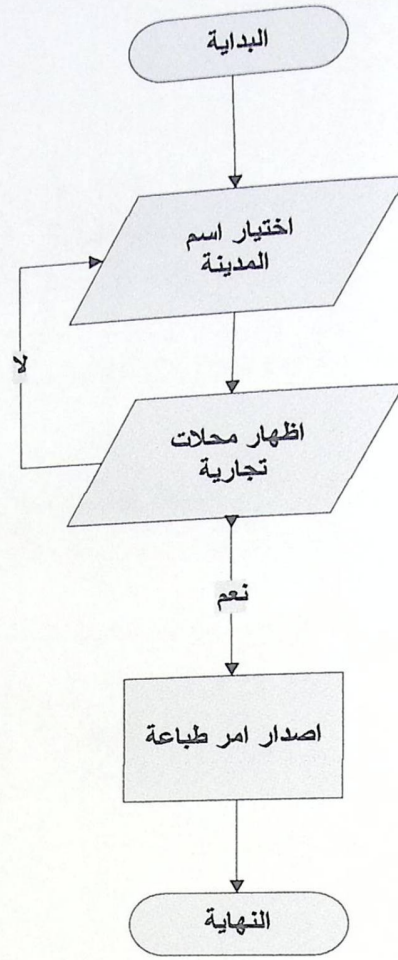 البداية
اختيار اسم
المدينة
لا
اظهار محلات
تجارية
نعم
اصدار امر طباعة
النهاية